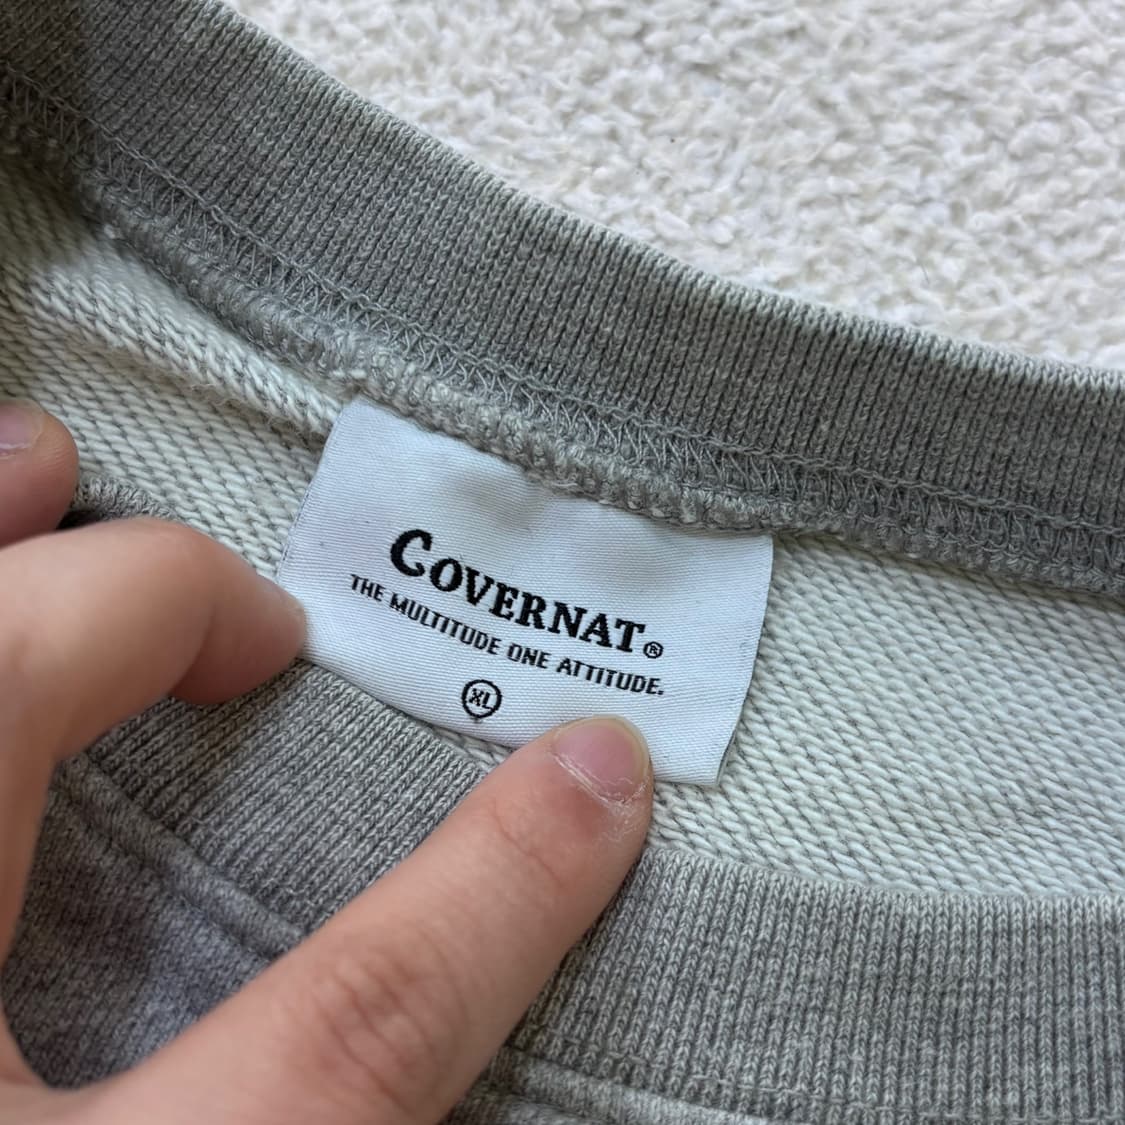 COVERNAT®
THE MULTITUDE ONE ATTITUDE.
XL